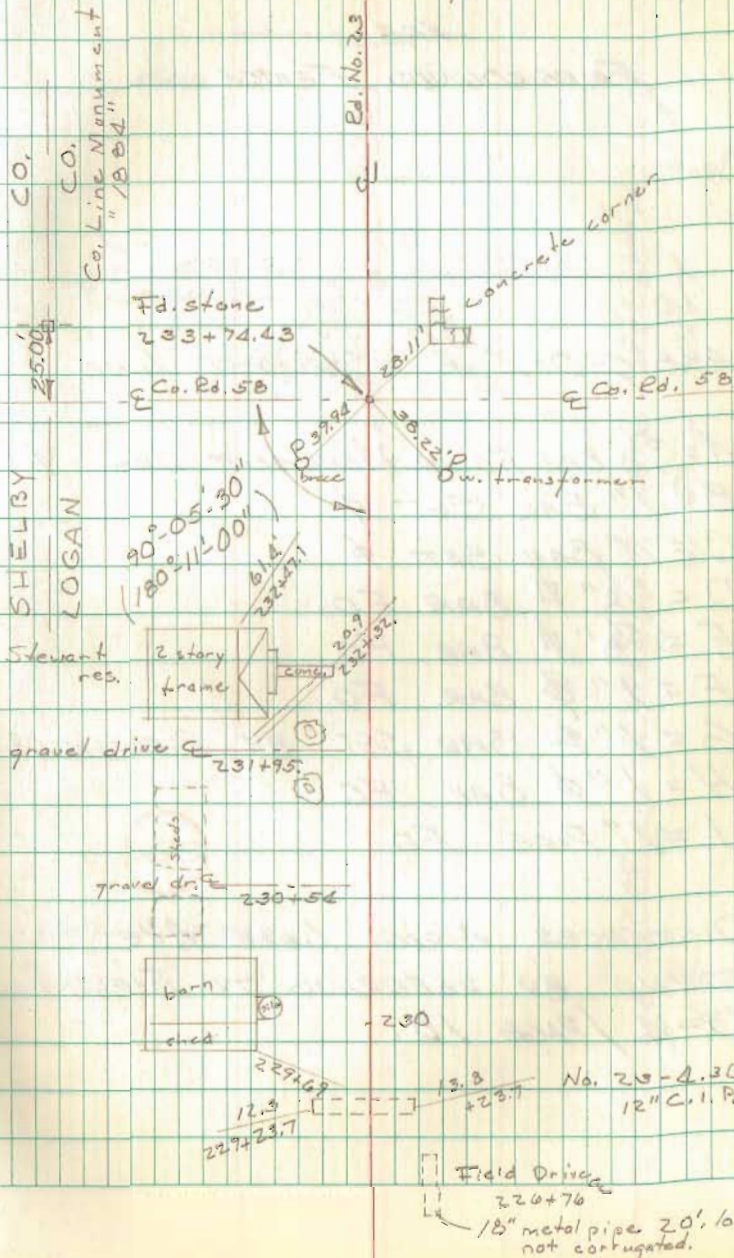 SHELBY CO.
LOGAN CO.
25.00'
Co. Line Monument
"1884"
Rd. No. 23
℄
concrete corner
Fd. stone
233+74.43
28.11'
℄ Co. Rd. 58
℄ Co. Rd. 58
39.94
38.22'
P
brace
P
w. transformer
90°-05'-30"
(180°-11'-00")
61.4'
232+47.1
20.9
232+32.
Stewart
res.
2 story
frame
conc.
gravel drive ℄
231+95.
sheds
gravel dr. ℄
230+54
barn
shed
230
229+69
12.3
229+23.7
13.8
+23.7
No. 23-4.30
12" C.I.P.
Field Drive ℄
226+76
18" metal pipe 20'
not corrugated.